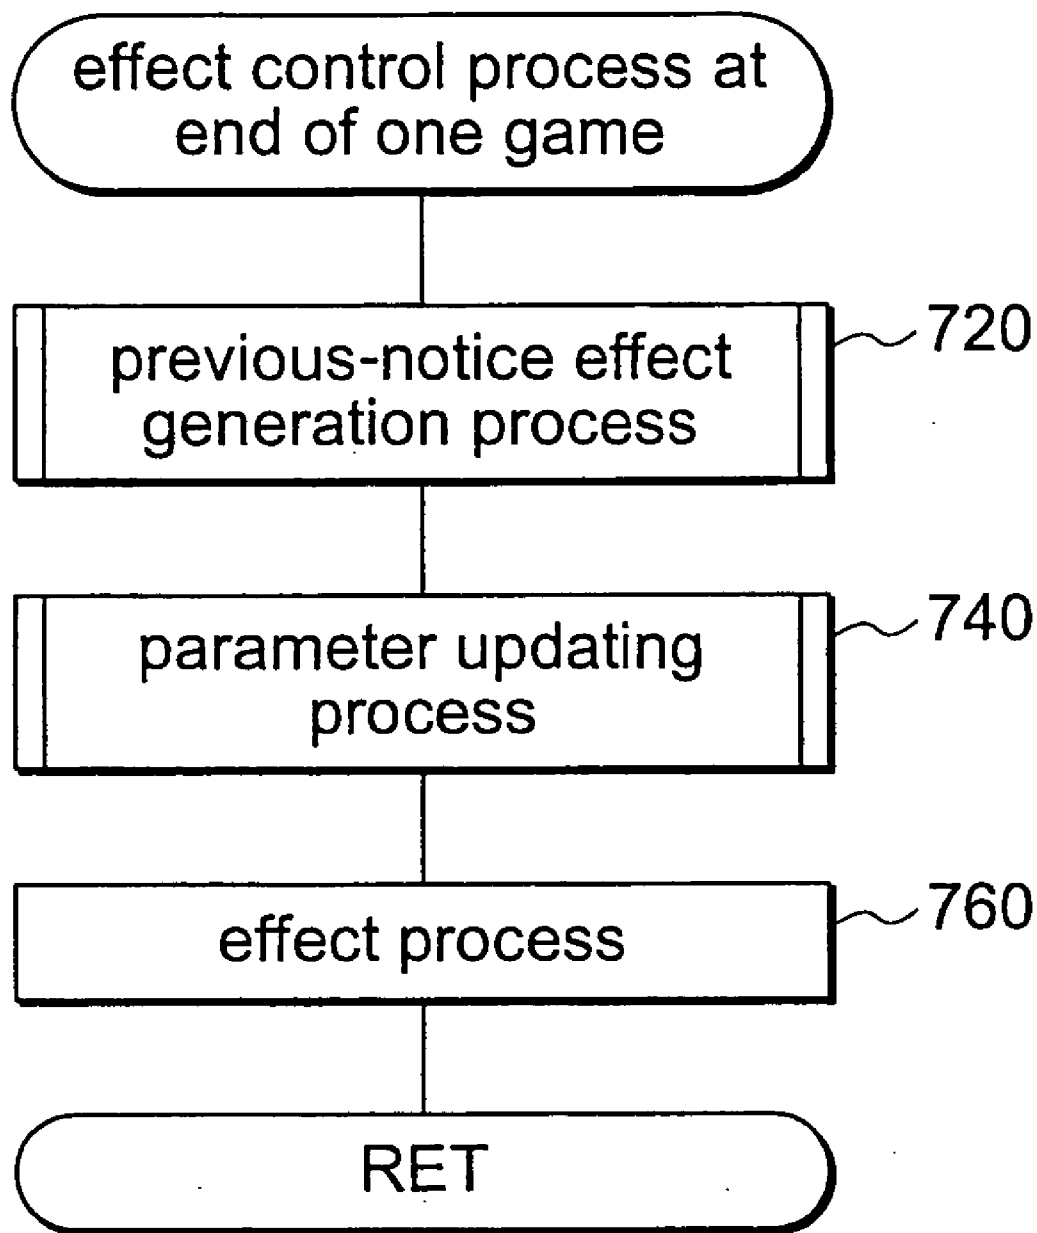 effect control process at
end of one game
previous-notice effect
generation process
720
parameter updating
process
740
effect process
760
RET